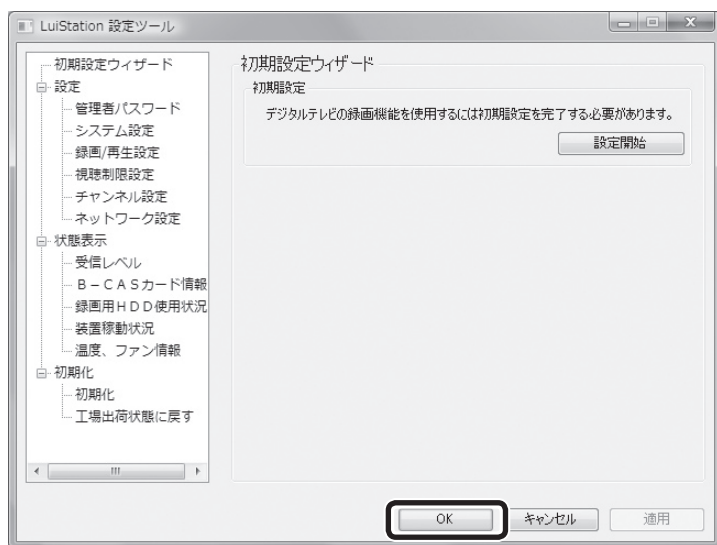 LuiStation 設定ツール
初期設定ウィザード
設定
管理者パスワード
システム設定
録画/再生設定
視聴制限設定
チャンネル設定
ネットワーク設定
状態表示
受信レベル
B－CASカード情報
録画用HDD使用状況
装置稼動状況
温度、ファン情報
初期化
初期化
工場出荷状態に戻す
初期設定ウィザード
初期設定
デジタルテレビの録画機能を使用するには初期設定を完了する必要があります。
設定開始
OK
キャンセル
適用